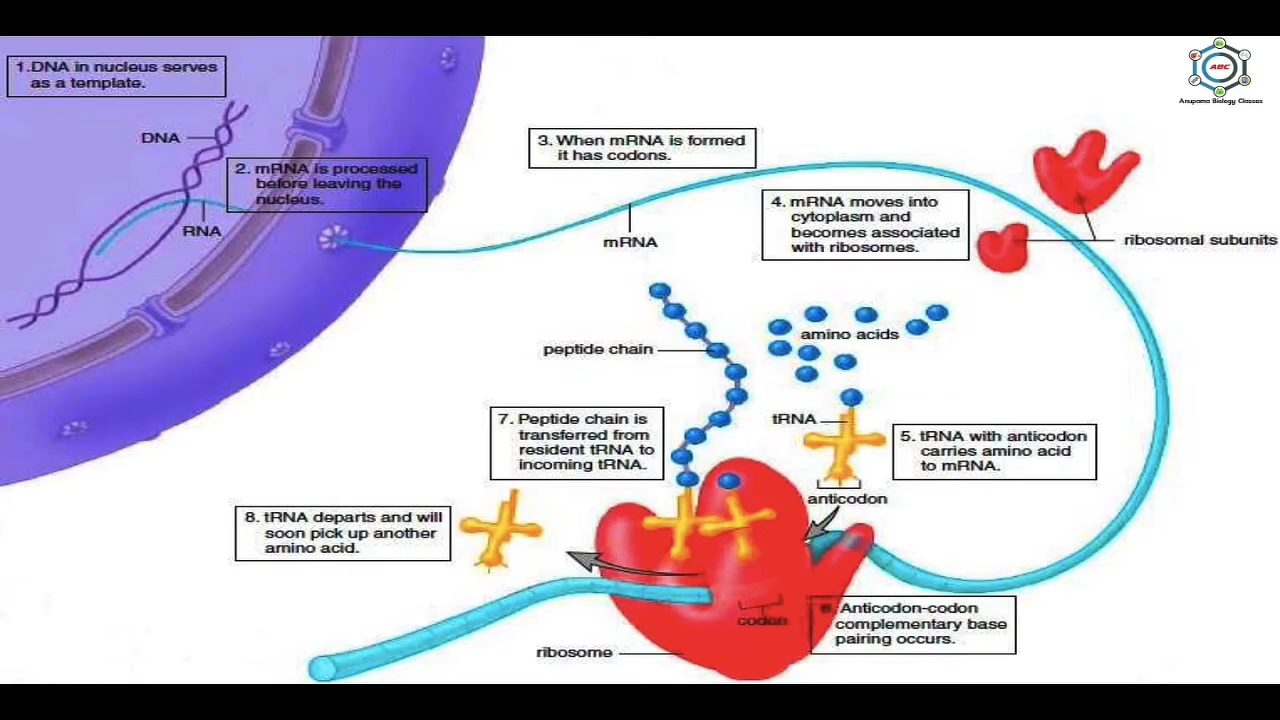 1.DNA in nucleus serves
as a template.
ABC
Anupama Biology Classes
DNA
2. mRNA is processed
before leaving the
nucleus.
RNA
3. When mRNA is formed
it has codons.
mRNA
4. mRNA moves into
cytoplasm and
becomes associated
with ribosomes.
ribosomal subunits
amino acids
peptide chain
tRNA
7. Peptide chain is
transferred from
resident tRNA to
incoming tRNA.
5. tRNA with anticodon
carries amino acid
to mRNA.
anticodon
8. tRNA departs and will
soon pick up another
amino acid.
codon
6. Anticodon-codon
complementary base
pairing occurs.
ribosome